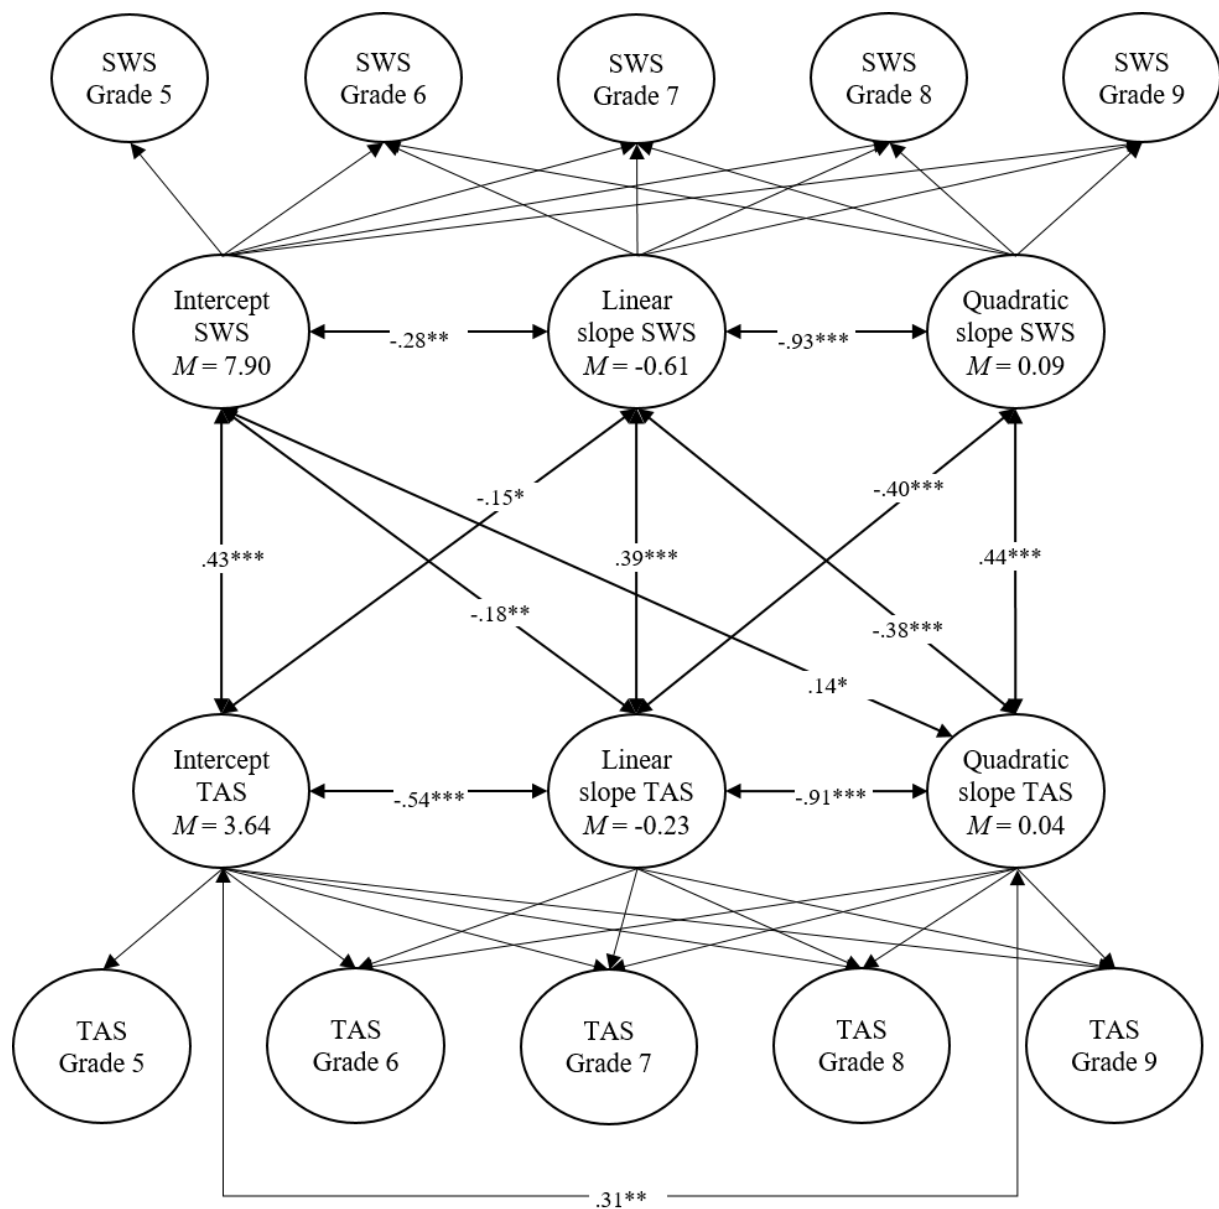 SWS
Grade 5
SWS
Grade 6
SWS
Grade 7
SWS
Grade 8
SWS
Grade 9
Intercept
SWS
M = 7.90
-.28**
Linear
slope SWS
M = -0.61
-.93***
Quadratic
slope SWS
M = 0.09
-.15*
-.40***
.43***
.39***
.44***
-.18**
-.38***
.14*
Intercept
TAS
M = 3.64
-.54***
Linear
slope TAS
M = -0.23
-.91***
Quadratic
slope TAS
M = 0.04
TAS
Grade 5
TAS
Grade 6
TAS
Grade 7
TAS
Grade 8
TAS
Grade 9
.31**